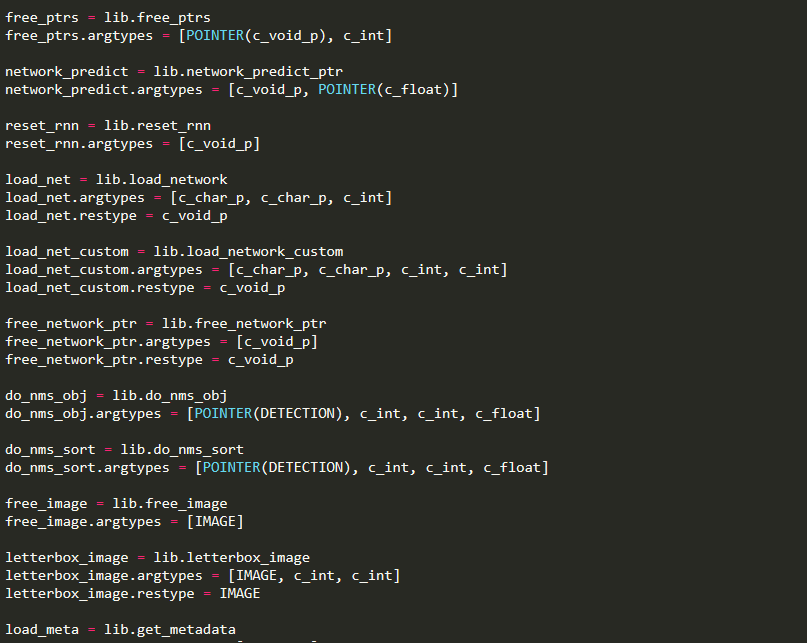 free_ptrs = lib.free_ptrs
free_ptrs.argtypes = [POINTER(c_void_p), c_int]
network_predict = lib.network_predict_ptr
network_predict.argtypes = [c_void_p, POINTER(c_float)]
reset_rnn = lib.reset_rnn
reset_rnn.argtypes = [c_void_p]
load_net = lib.load_network
load_net.argtypes = [c_char_p, c_char_p, c_int]
load_net.restype = c_void_p
load_net_custom = lib.load_network_custom
load_net_custom.argtypes = [c_char_p, c_char_p, c_int, c_int]
load_net_custom.restype = c_void_p
free_network_ptr = lib.free_network_ptr
free_network_ptr.argtypes = [c_void_p]
free_network_ptr.restype = c_void_p
do_nms_obj = lib.do_nms_obj
do_nms_obj.argtypes = [POINTER(DETECTION), c_int, c_int, c_float]
do_nms_sort = lib.do_nms_sort
do_nms_sort.argtypes = [POINTER(DETECTION), c_int, c_int, c_float]
free_image = lib.free_image
free_image.argtypes = [IMAGE]
letterbox_image = lib.letterbox_image
letterbox_image.argtypes = [IMAGE, c_int, c_int]
letterbox_image.restype = IMAGE
load_meta = lib.get_metadata